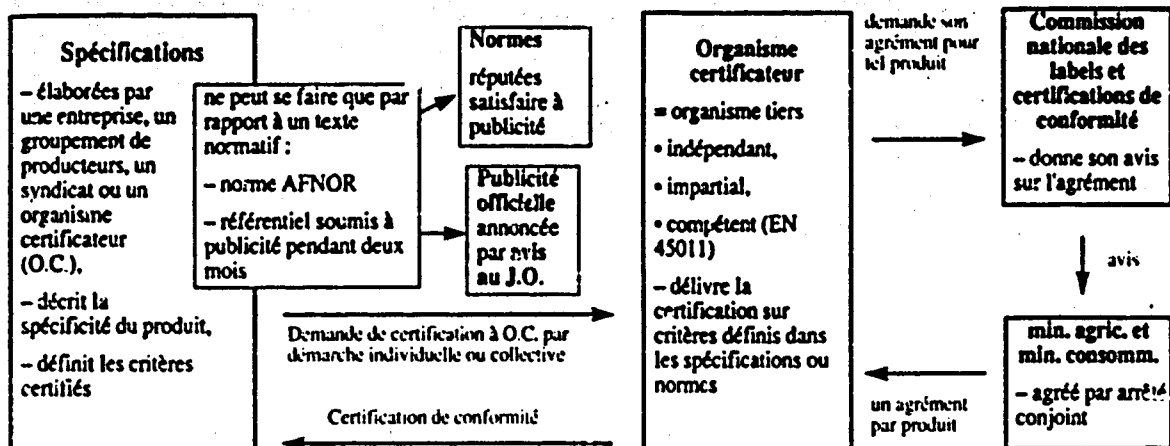 Spécifications
– élaborées par
une entreprise, un
groupement de
producteurs, un
syndicat ou un
organisme
certificateur
(O.C.),
– décrit la
spécificité du produit,
– définit les critères
certifiés
ne peut se faire que par
rapport à un texte
normatif :
– norme AFNOR
– référentiel soumis à
publicité pendant deux
mois
Normes
réputées
satisfaire à
publicité
Publicité
officielle
annoncée
par avis
au J.O.
Demande de certification à O.C. par
démarche individuelle ou collective
Certification de conformité
Organisme
certificateur
= organisme tiers
• indépendant,
• impartial,
• compétent (EN
45011)
– délivre la
certification sur
critères définis dans
les spécifications ou
normes
demande son
agrément pour
tel produit
Commission
nationale des
labels et
certifications de
conformité
– donne son avis
sur l'agrément
avis
min. agric. et
min. consomm.
– agréé par arrêté
conjoint
un agrément
par produit